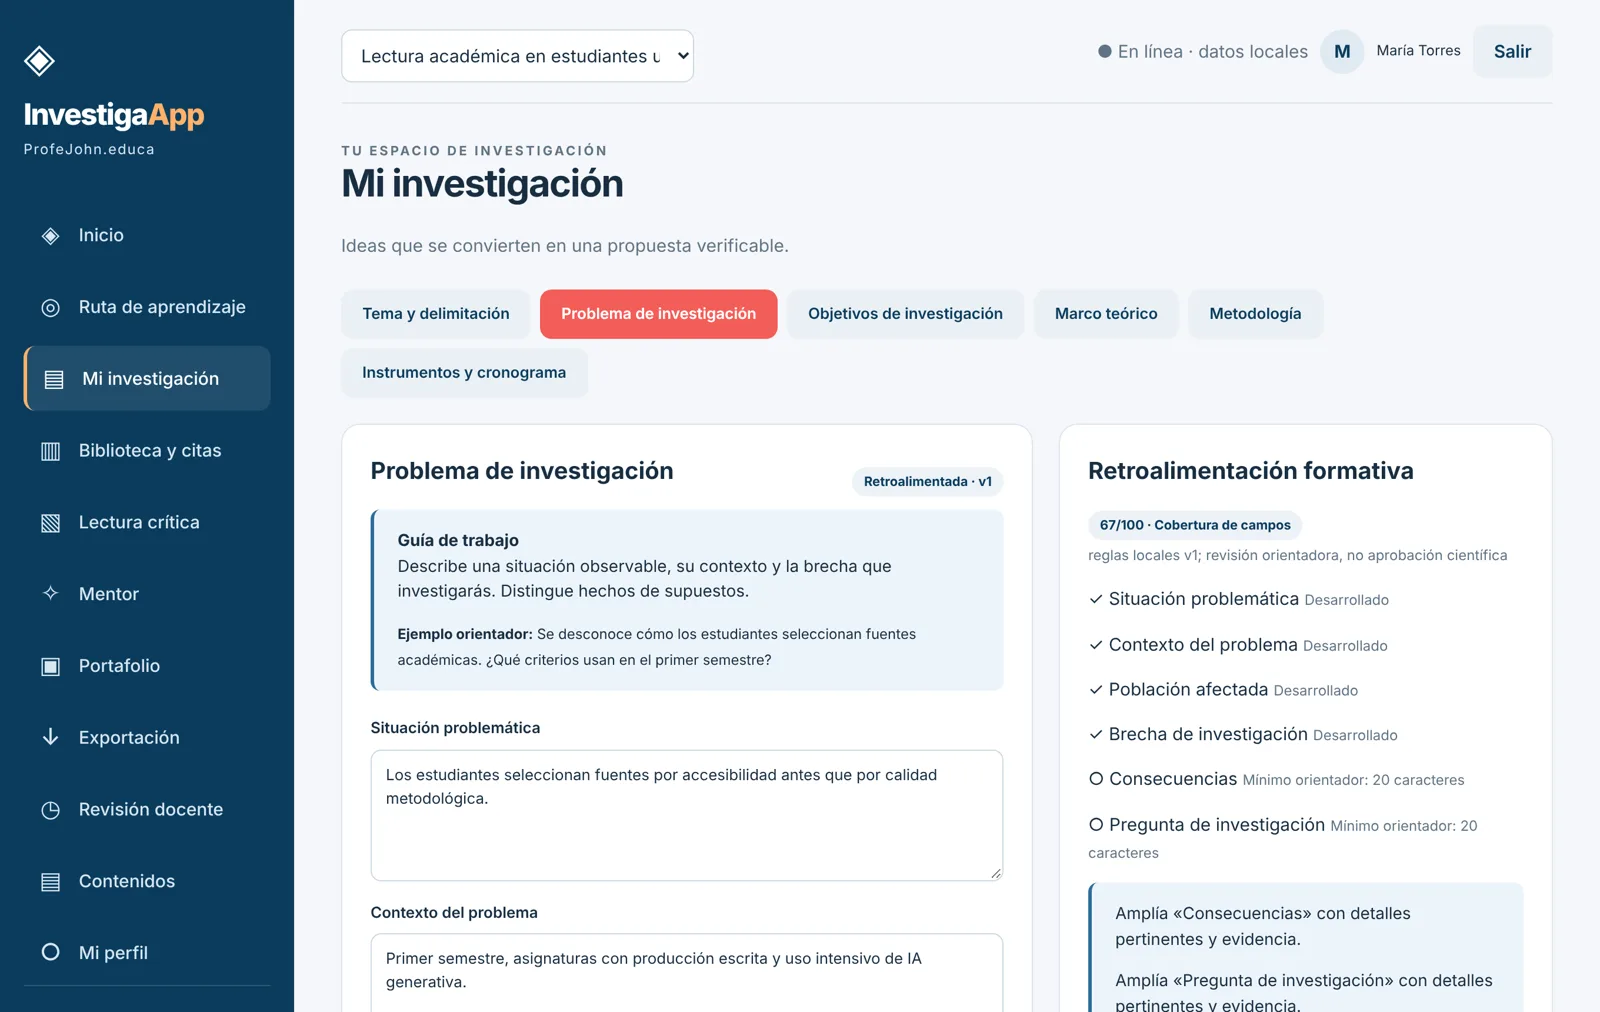 InvestigaApp
ProfeJohn.educa
Inicio
Ruta de aprendizaje
Mi investigación
Biblioteca y citas
Lectura crítica
Mentor
Portafolio
Exportación
Revisión docente
Contenidos
Mi perfil
Lectura académica en estudiantes
En línea · datos locales
M
María Torres
Salir
TU ESPACIO DE INVESTIGACIÓN
Mi investigación
Ideas que se convierten en una propuesta verificable.
Tema y delimitación
Problema de investigación
Objetivos de investigación
Marco teórico
Metodología
Instrumentos y cronograma
Problema de investigación
Retroalimentada · v1
Guía de trabajo
Describe una situación observable, su contexto y la brecha que
investigarás. Distingue hechos de supuestos.
Ejemplo orientador: Se desconoce cómo los estudiantes seleccionan fuentes
académicas. ¿Qué criterios usan en el primer semestre?
Situación problemática
Los estudiantes seleccionan fuentes por accesibilidad antes que por calidad
metodológica.
Contexto del problema
Primer semestre, asignaturas con producción escrita y uso intensivo de IA
generativa.
Retroalimentación formativa
67/100 · Cobertura de campos
reglas locales v1; revisión orientadora, no aprobación científica
✓ Situación problemática Desarrollado
✓ Contexto del problema Desarrollado
✓ Población afectada Desarrollado
✓ Brecha de investigación Desarrollado
Consecuencias Mínimo orientador: 20 caracteres
Pregunta de investigación Mínimo orientador: 20
caracteres
Amplía «Consecuencias» con detalles
pertinentes y evidencia.
Amplía «Pregunta de investigación» con detalles
pertinentes y evidencia.